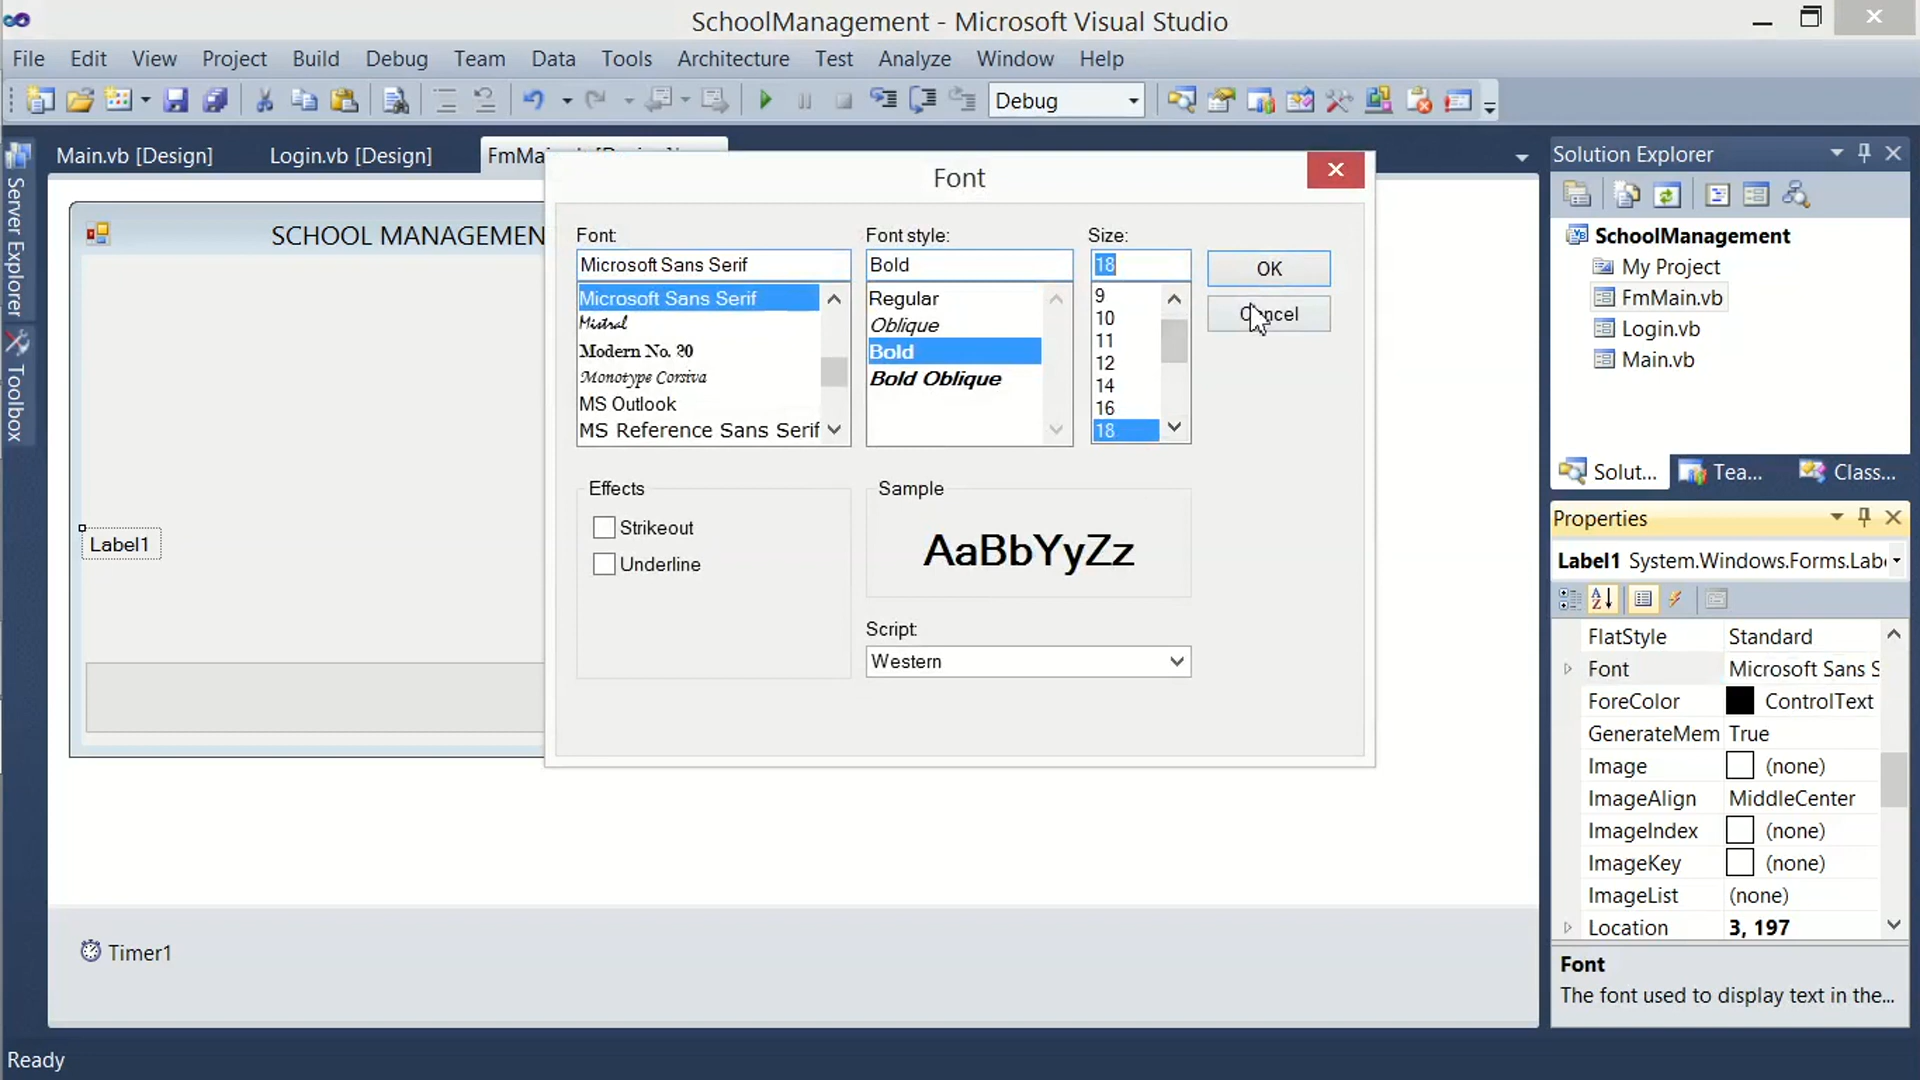 SchoolManagement - Microsoft Visual Studio
File Edit View Project Build Debug Team Data Tools Architecture Test Analyze Window Help
Debug
Server Explorer
Toolbox
Main.vb [Design] Login.vb [Design]
SCHOOL MANAGEMEN
Label1
Timer1
Font
Font:
Microsoft Sans Serif
Microsoft Sans Serif
Mistral
Modern No. 20
Monotype Corsiva
MS Outlook
MS Reference Sans Serif
Font style:
Bold
Regular
Oblique
Bold
Bold Oblique
Size:
18
9
10
11
12
14
16
18
OK
Cancel
Effects
Strikeout
Underline
Sample
AaBbYyZz
Script:
Western
Solution Explorer
SchoolManagement
My Project
FmMain.vb
Login.vb
Main.vb
Solut... Tea... Class...
Properties
Label1 System.Windows.Forms.Labe
FlatStyle Standard
Font Microsoft Sans S
ForeColor ControlText
GenerateMem True
Image (none)
ImageAlign MiddleCenter
ImageIndex (none)
ImageKey (none)
ImageList (none)
Location 3, 197
Font
The font used to display text in the...
Ready